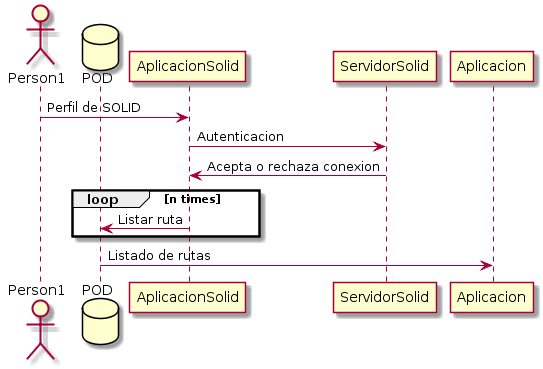 Person1
POD
AplicacionSolid
ServidorSolid
Aplicacion
Perfil de SOLID
Autenticacion
Acepta o rechaza conexion
loop [n times]
Listar ruta
Listado de rutas
Person1
POD
AplicacionSolid
ServidorSolid
Aplicacion